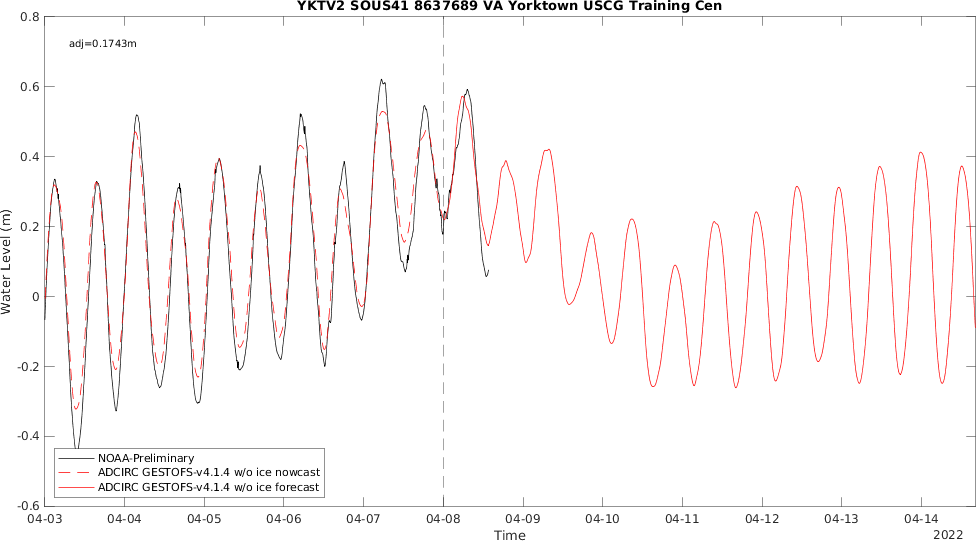 YKTV2 SOUS41 8637689 VA Yorktown USCG Training Cen
adj=0.1743m
0.8
0.6
0.4
0.2
0
-0.2
-0.4
-0.6
Water Level (m)
NOAA-Preliminary
ADCIRC GESTOFS-v4.1.4 w/o ice nowcast
ADCIRC GESTOFS-v4.1.4 w/o ice forecast
04-03 04-04 04-05 04-06 04-07 04-08 04-09 04-10 04-11 04-12 04-13 04-14
Time
2022